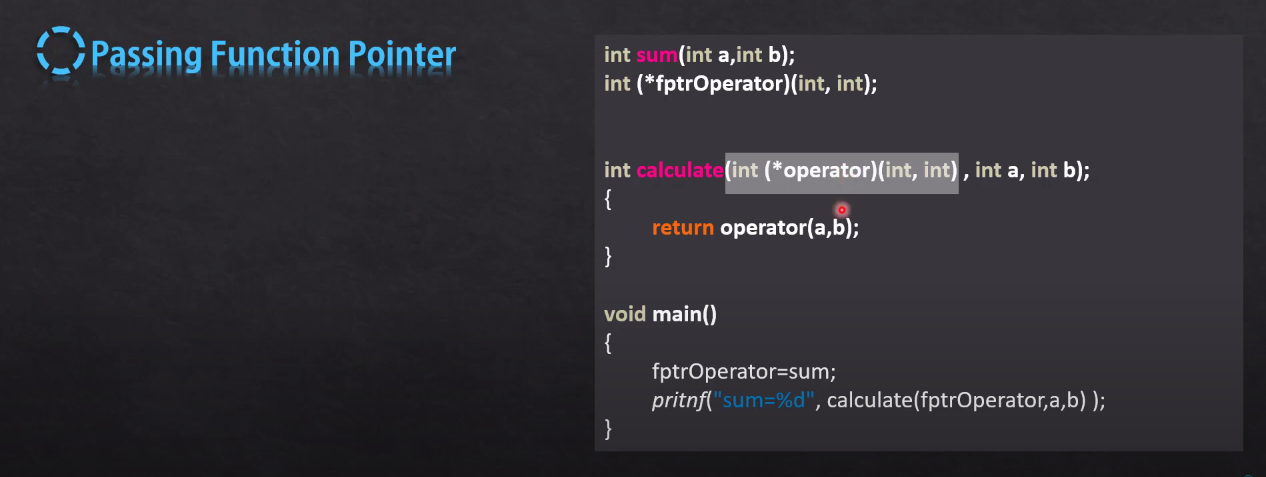 Passing Function Pointer
int sum(int a,int b);
int (*fptrOperator)(int, int);
int calculate(int (*operator)(int, int) , int a, int b);
{
return operator(a,b);
}
void main()
{
fptrOperator=sum;
pritnf("sum=%d", calculate(fptrOperator,a,b) );
}